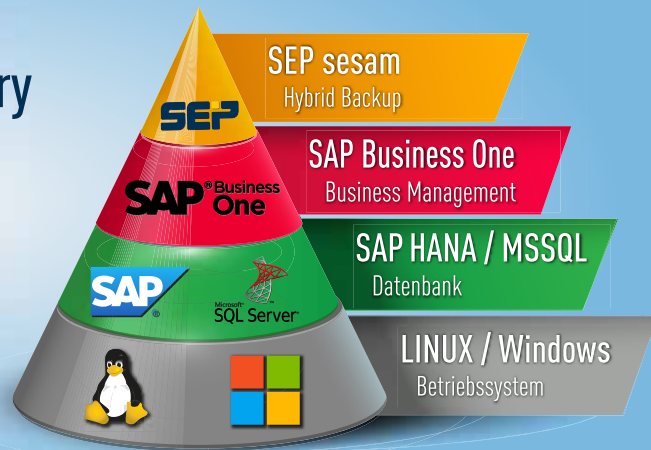 ry
SEP sesam
Hybrid Backup
SEP
SAP Business One
Business Management
SAP® Business
One
SAP HANA / MSSQL
Datenbank
SAP®
Microsoft®
SQL Server®
LINUX / Windows
Betriebssystem